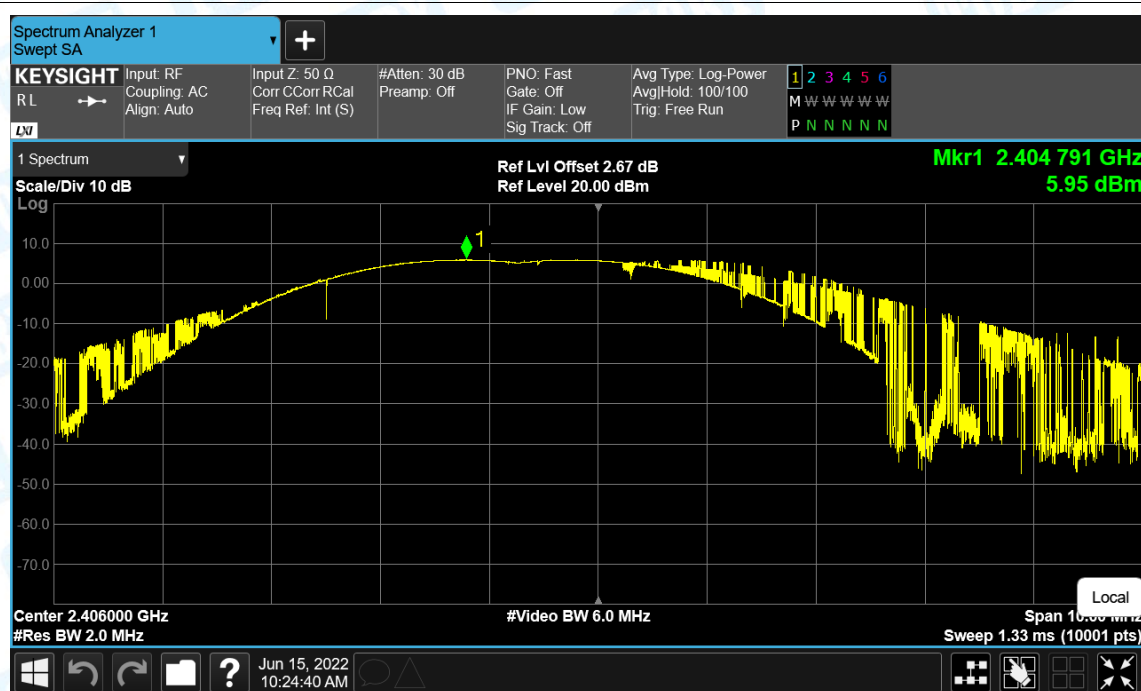 Spectrum Analyzer 1
Swept SA
+
KEYSIGHT
R L
LXI
Input: RF
Coupling: AC
Align: Auto
Input Z: 50 Ω
Corr CCorr RCal
Freq Ref: Int (S)
#Atten: 30 dB
Preamp: Off
PNO: Fast
Gate: Off
IF Gain: Low
Sig Track: Off
Avg Type: Log-Power
Avg|Hold: 100/100
Trig: Free Run
1 2 3 4 5 6
M W W W W W
P N N N N N
1 Spectrum
Scale/Div 10 dB
Log
Ref Lvl Offset 2.67 dB
Ref Level 20.00 dBm
Mkr1 2.404 791 GHz
5.95 dBm
1
10.0
0.00
-10.0
-20.0
-30.0
-40.0
-50.0
-60.0
-70.0
Local
Center 2.406000 GHz
#Res BW 2.0 MHz
#Video BW 6.0 MHz
Span 10.00 MHz
Sweep 1.33 ms (10001 pts)
?
Jun 15, 2022
10:24:40 AM